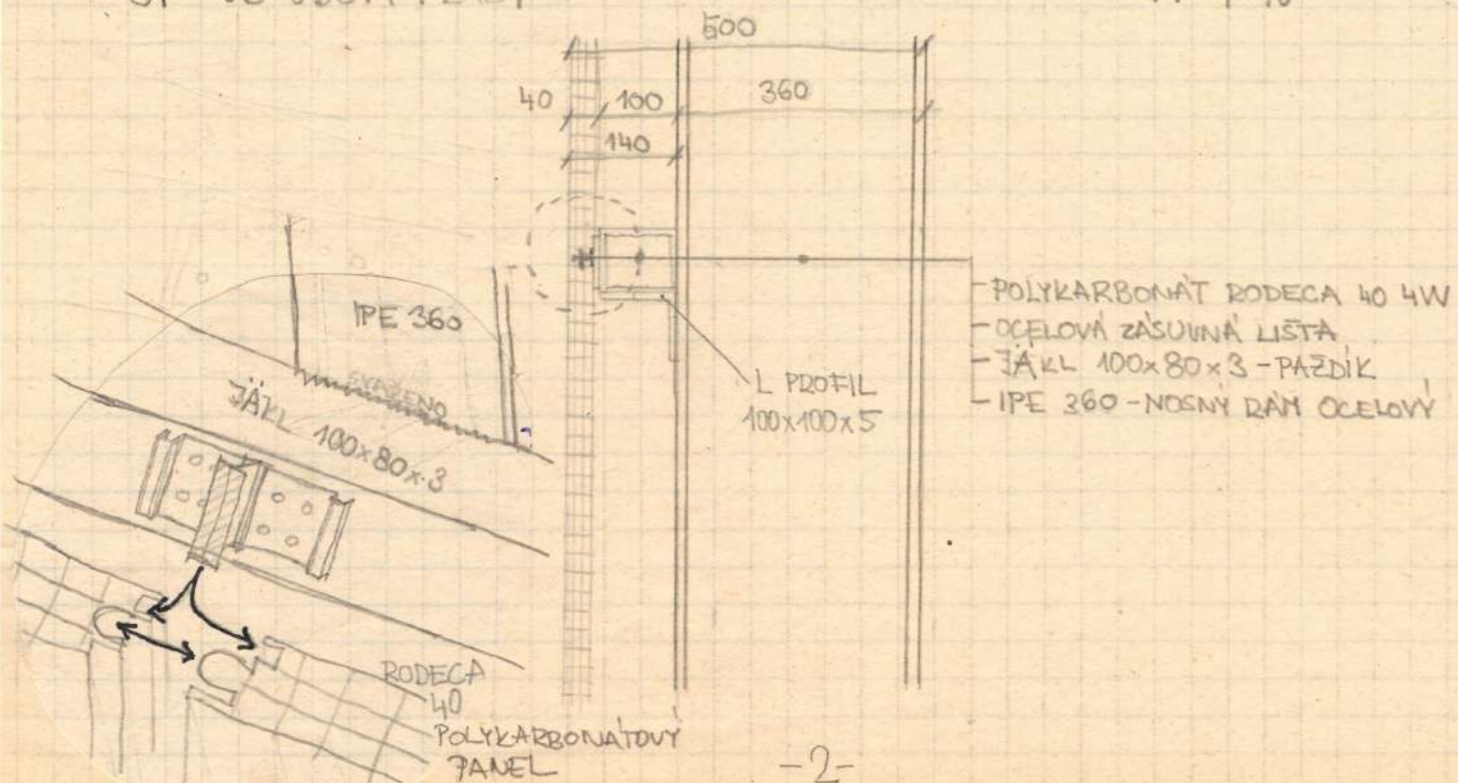 500
40 100 360
140
IPE 360
SVAŘENO
JÄKL 100x80x3
L PROFIL
100x100x5
POLYKARBONÁT RODECA 40 4W
OCELOVÁ ZÁSUVNÁ LIŠTA
JÄKL 100x80x3 - PAŽDÍK
IPE 360 - NOSNÝ RÁM OCELOVÝ
RODECA
40
POLYKARBONÁTOVÝ
PANEL
-2-